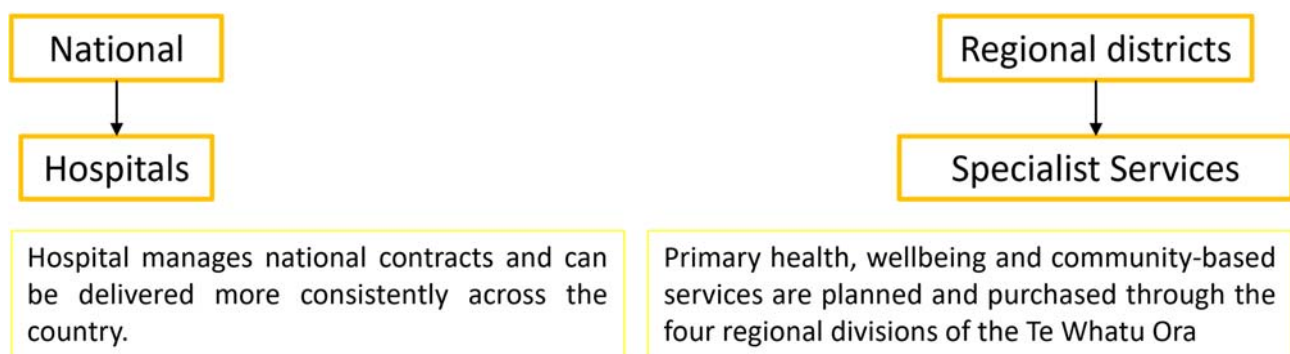 National
Regional districts
Hospitals
Specialist Services
Hospital manages national contracts and can
be delivered more consistently across the
country.
Primary health, wellbeing and community-based
services are planned and purchased through the
four regional divisions of the Te Whatu Ora